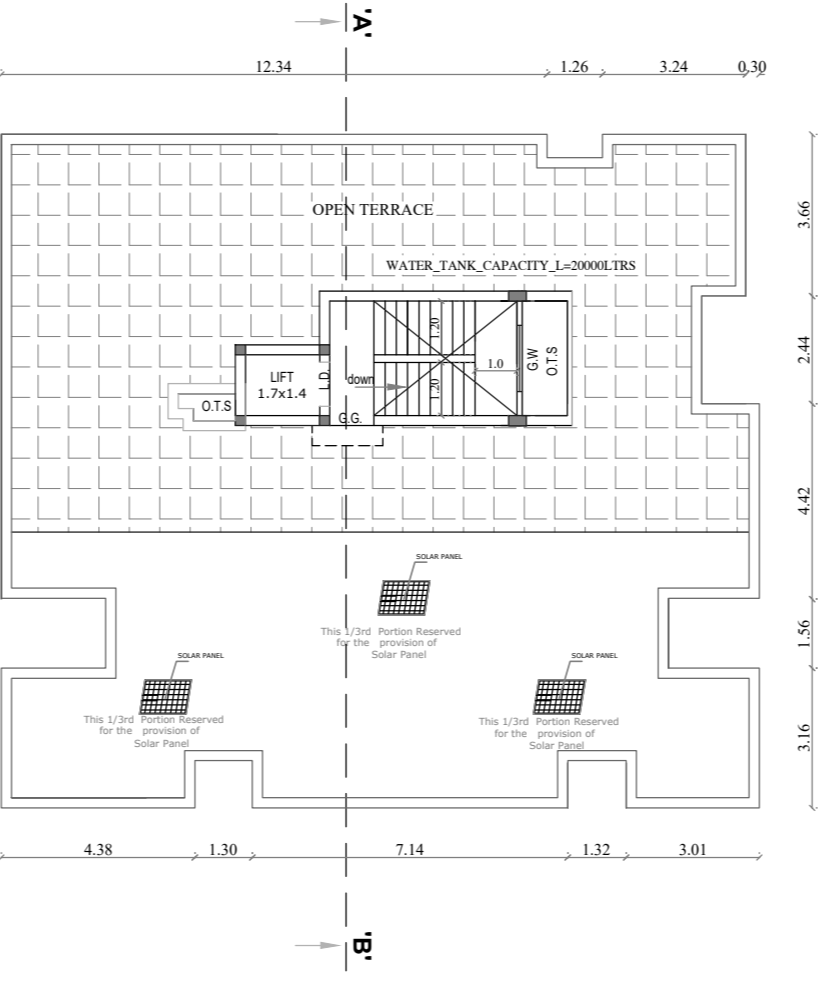 'A'
12.34
1.26
3.24
0.30
3.66
OPEN TERRACE
WATER_TANK_CAPACITY_L=20000LTRS
1.20
2.44
1.0
G.W
O.T.S
LIFT
1.7x1.4
L.D.
down
1.20
O.T.S
G.G.
4.42
SOLAR PANEL
This 1/3rd Portion Reserved
for the provision of
Solar Panel
1.56
SOLAR PANEL
This 1/3rd Portion Reserved
for the provision of
Solar Panel
SOLAR PANEL
This 1/3rd Portion Reserved
for the provision of
Solar Panel
3.16
4.38
1.30
7.14
1.32
3.01
'B'